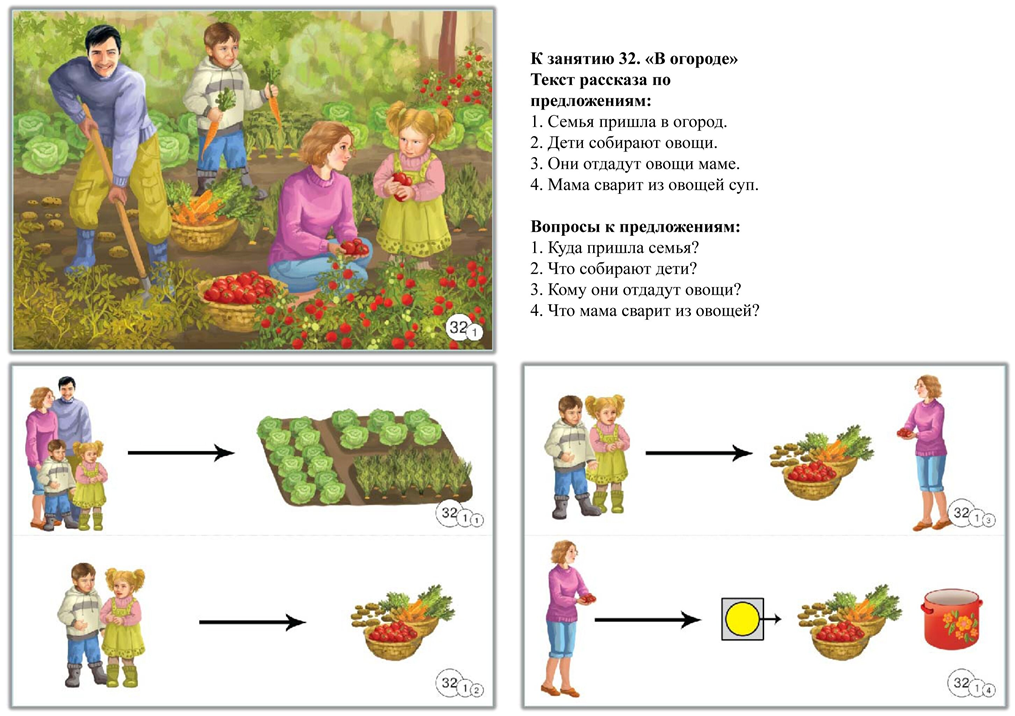 К занятию 32. «В огороде»
Текст рассказа по
предложениям:
1. Семья пришла в огород.
2. Дети собирают овощи.
3. Они отдадут овощи маме.
4. Мама сварит из овощей суп.
Вопросы к предложениям:
1. Куда пришла семья?
2. Что собирают дети?
3. Кому они отдадут овощи?
4. Что мама сварит из овощей?
32 1
32 1 1
32 1 3
32 1 2
32 1 4